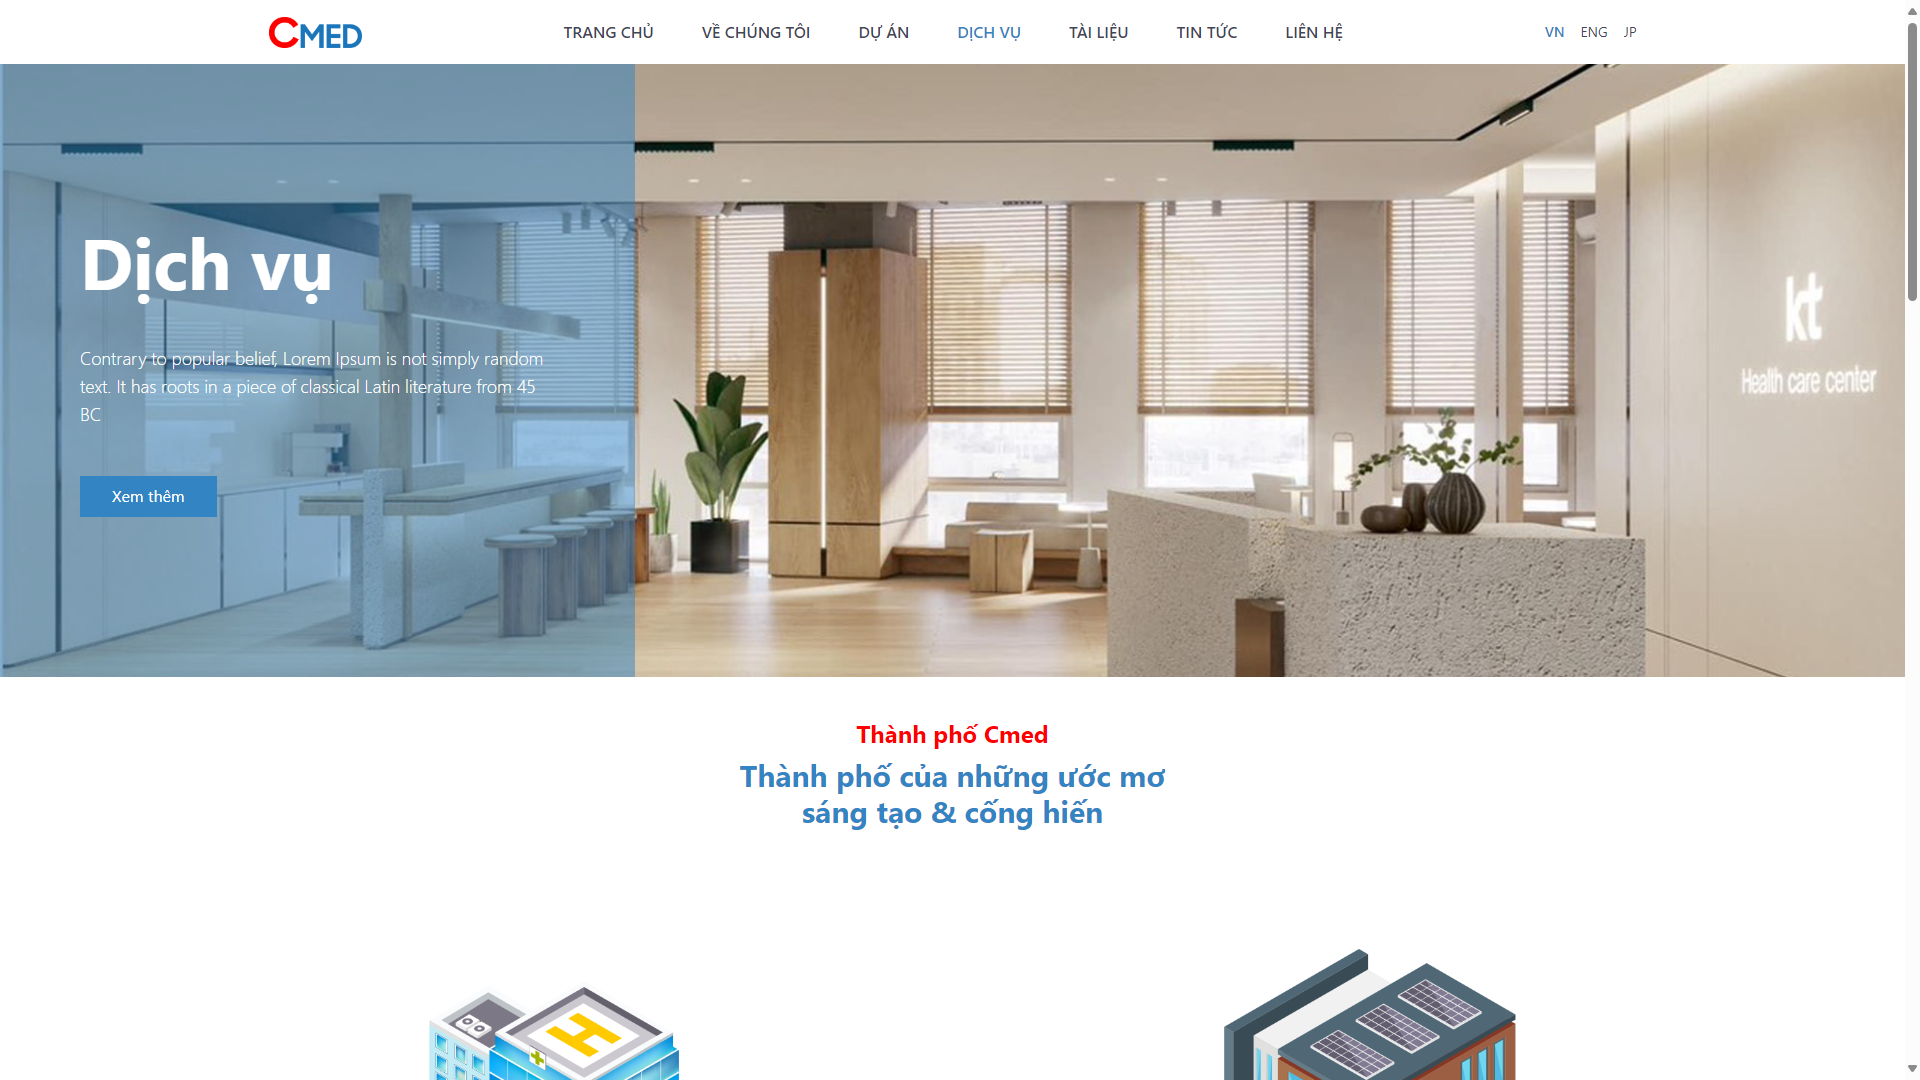 CMED
TRANG CHỦ
VỀ CHÚNG TÔI
DỰ ÁN
DỊCH VỤ
TÀI LIỆU
TIN TỨC
LIÊN HỆ
VN
ENG
JP
Dịch vụ
Contrary to popular belief, Lorem Ipsum is not simply random
text. It has roots in a piece of classical Latin literature from 45
BC
Xem thêm
kt
Health care center
Thành phố Cmed
Thành phố của những ước mơ
sáng tạo & cống hiến
H